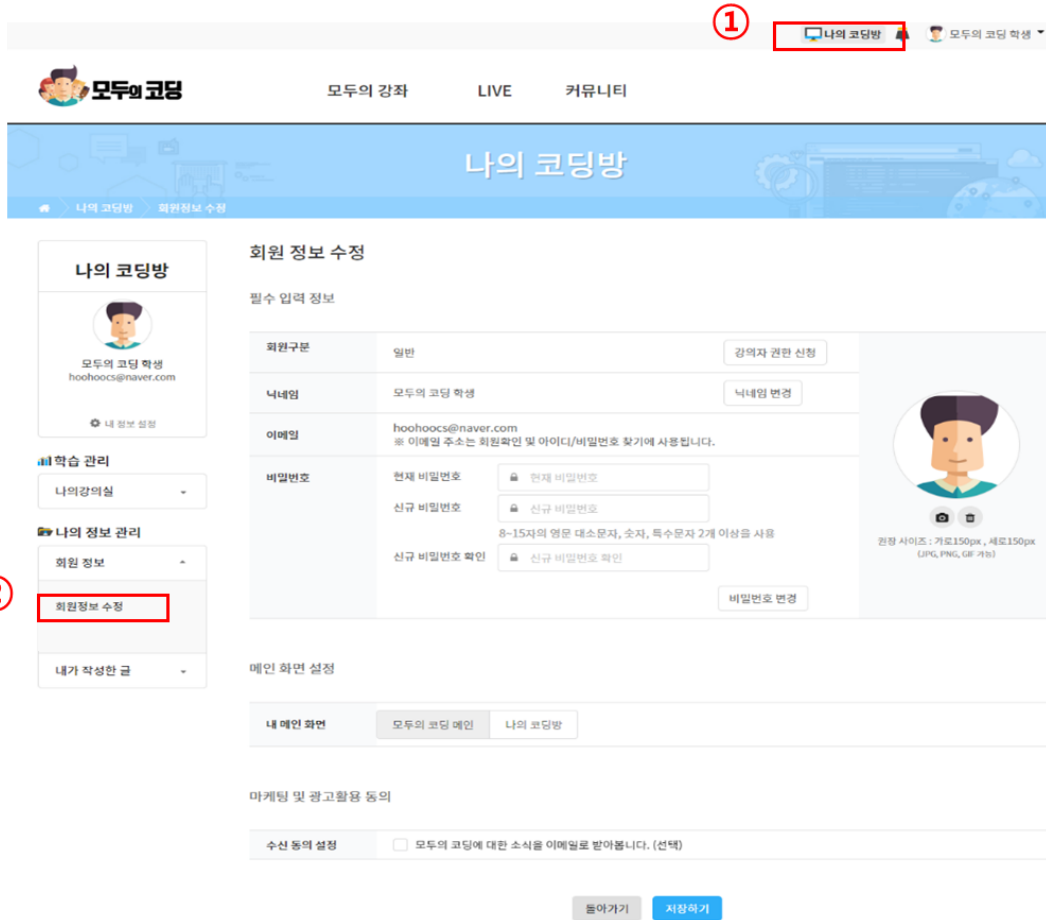 ①
나의 코딩방
모두의 코딩 학생
모두의 코딩
모두의 강좌
LIVE
커뮤니티
나의 코딩방
나의 코딩방
회원정보 수정
나의 코딩방
모두의 코딩 학생
hoohoocs@naver.com
내 정보 설정
학습 관리
나의강의실
나의 정보 관리
회원 정보
회원정보 수정
내가 작성한 글
회원 정보 수정
필수 입력 정보
회원구분
일반
강의자 권한 신청
닉네임
모두의 코딩 학생
닉네임 변경
이메일
hoohoocs@naver.com
※ 이메일 주소는 회원확인 및 아이디/비밀번호 찾기에 사용됩니다.
비밀번호
현재 비밀번호
현재 비밀번호
신규 비밀번호
신규 비밀번호
8~15자의 영문 대소문자, 숫자, 특수문자 2개 이상을 사용
신규 비밀번호 확인
신규 비밀번호 확인
비밀번호 변경
권장 사이즈 : 가로150px , 세로150px
(JPG, PNG, GIF 가능)
메인 화면 설정
내 메인 화면
모두의 코딩 메인
나의 코딩방
마케팅 및 광고활용 동의
수신 동의 설정
모두의 코딩에 대한 소식을 이메일로 받아봅니다. (선택)
돌아가기
저장하기